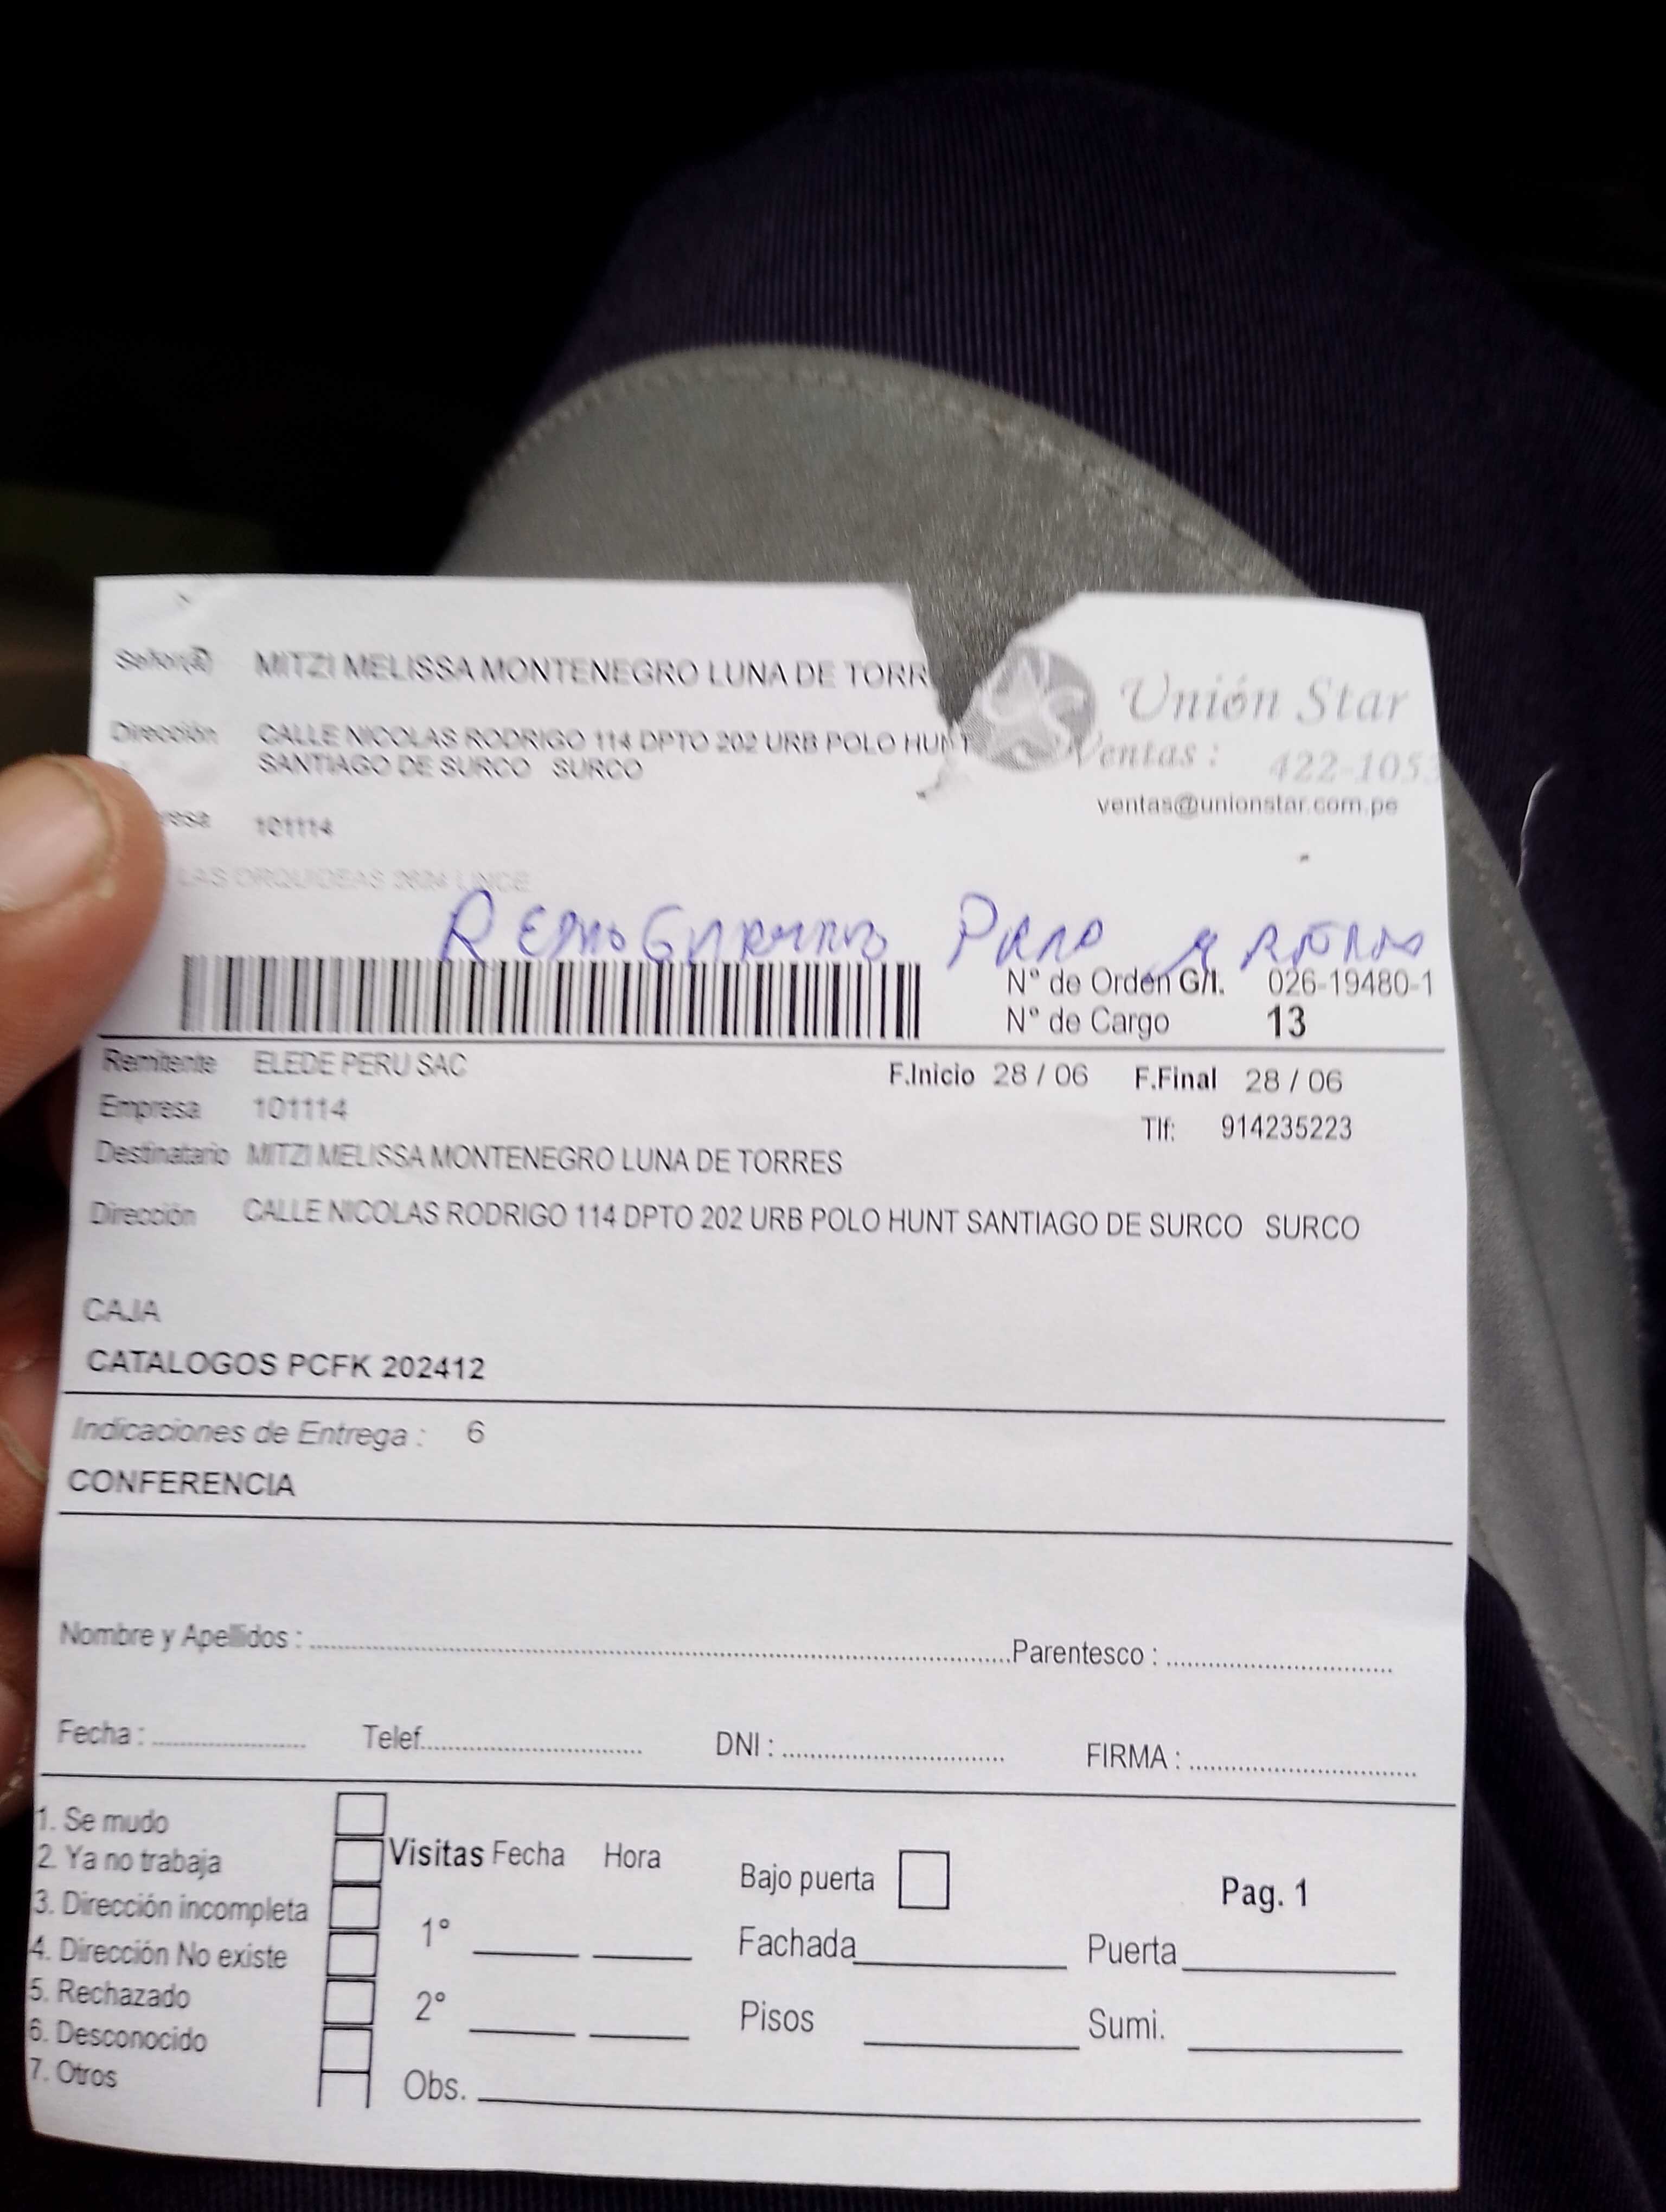 Señor(a) MITZI MELISSA MONTENEGRO LUNA DE TORR
Unión Star
Dirección CALLE NICOLAS RODRIGO 114 DPTO 202 URB POLO HUNT
SANTIAGO DE SURCO SURCO
Ventas : 422-105
ventas@unionstar.com.pe
resa 101114
LAS ORQUIDEAS LINCE
N° de Orden G/I. 026-19480-1
N° de Cargo 13
Remitente ELEDE PERU SAC
F.Inicio 28 / 06 F.Final 28 / 06
Empresa 101114
Tlf: 914235223
Destinatario MITZI MELISSA MONTENEGRO LUNA DE TORRES
Dirección CALLE NICOLAS RODRIGO 114 DPTO 202 URB POLO HUNT SANTIAGO DE SURCO SURCO
CAJA
CATALOGOS PCFK 202412
Indicaciones de Entrega : 6
CONFERENCIA
Nombre y Apellidos : Parentesco :
Fecha : Telef. DNI : FIRMA :
1. Se mudo
2. Ya no trabaja
3. Dirección incompleta
4. Dirección No existe
5. Rechazado
6. Desconocido
7. Otros
Visitas Fecha Hora
1°
2°
Obs.
Bajo puerta
Pag. 1
Fachada Puerta
Pisos Sumi.